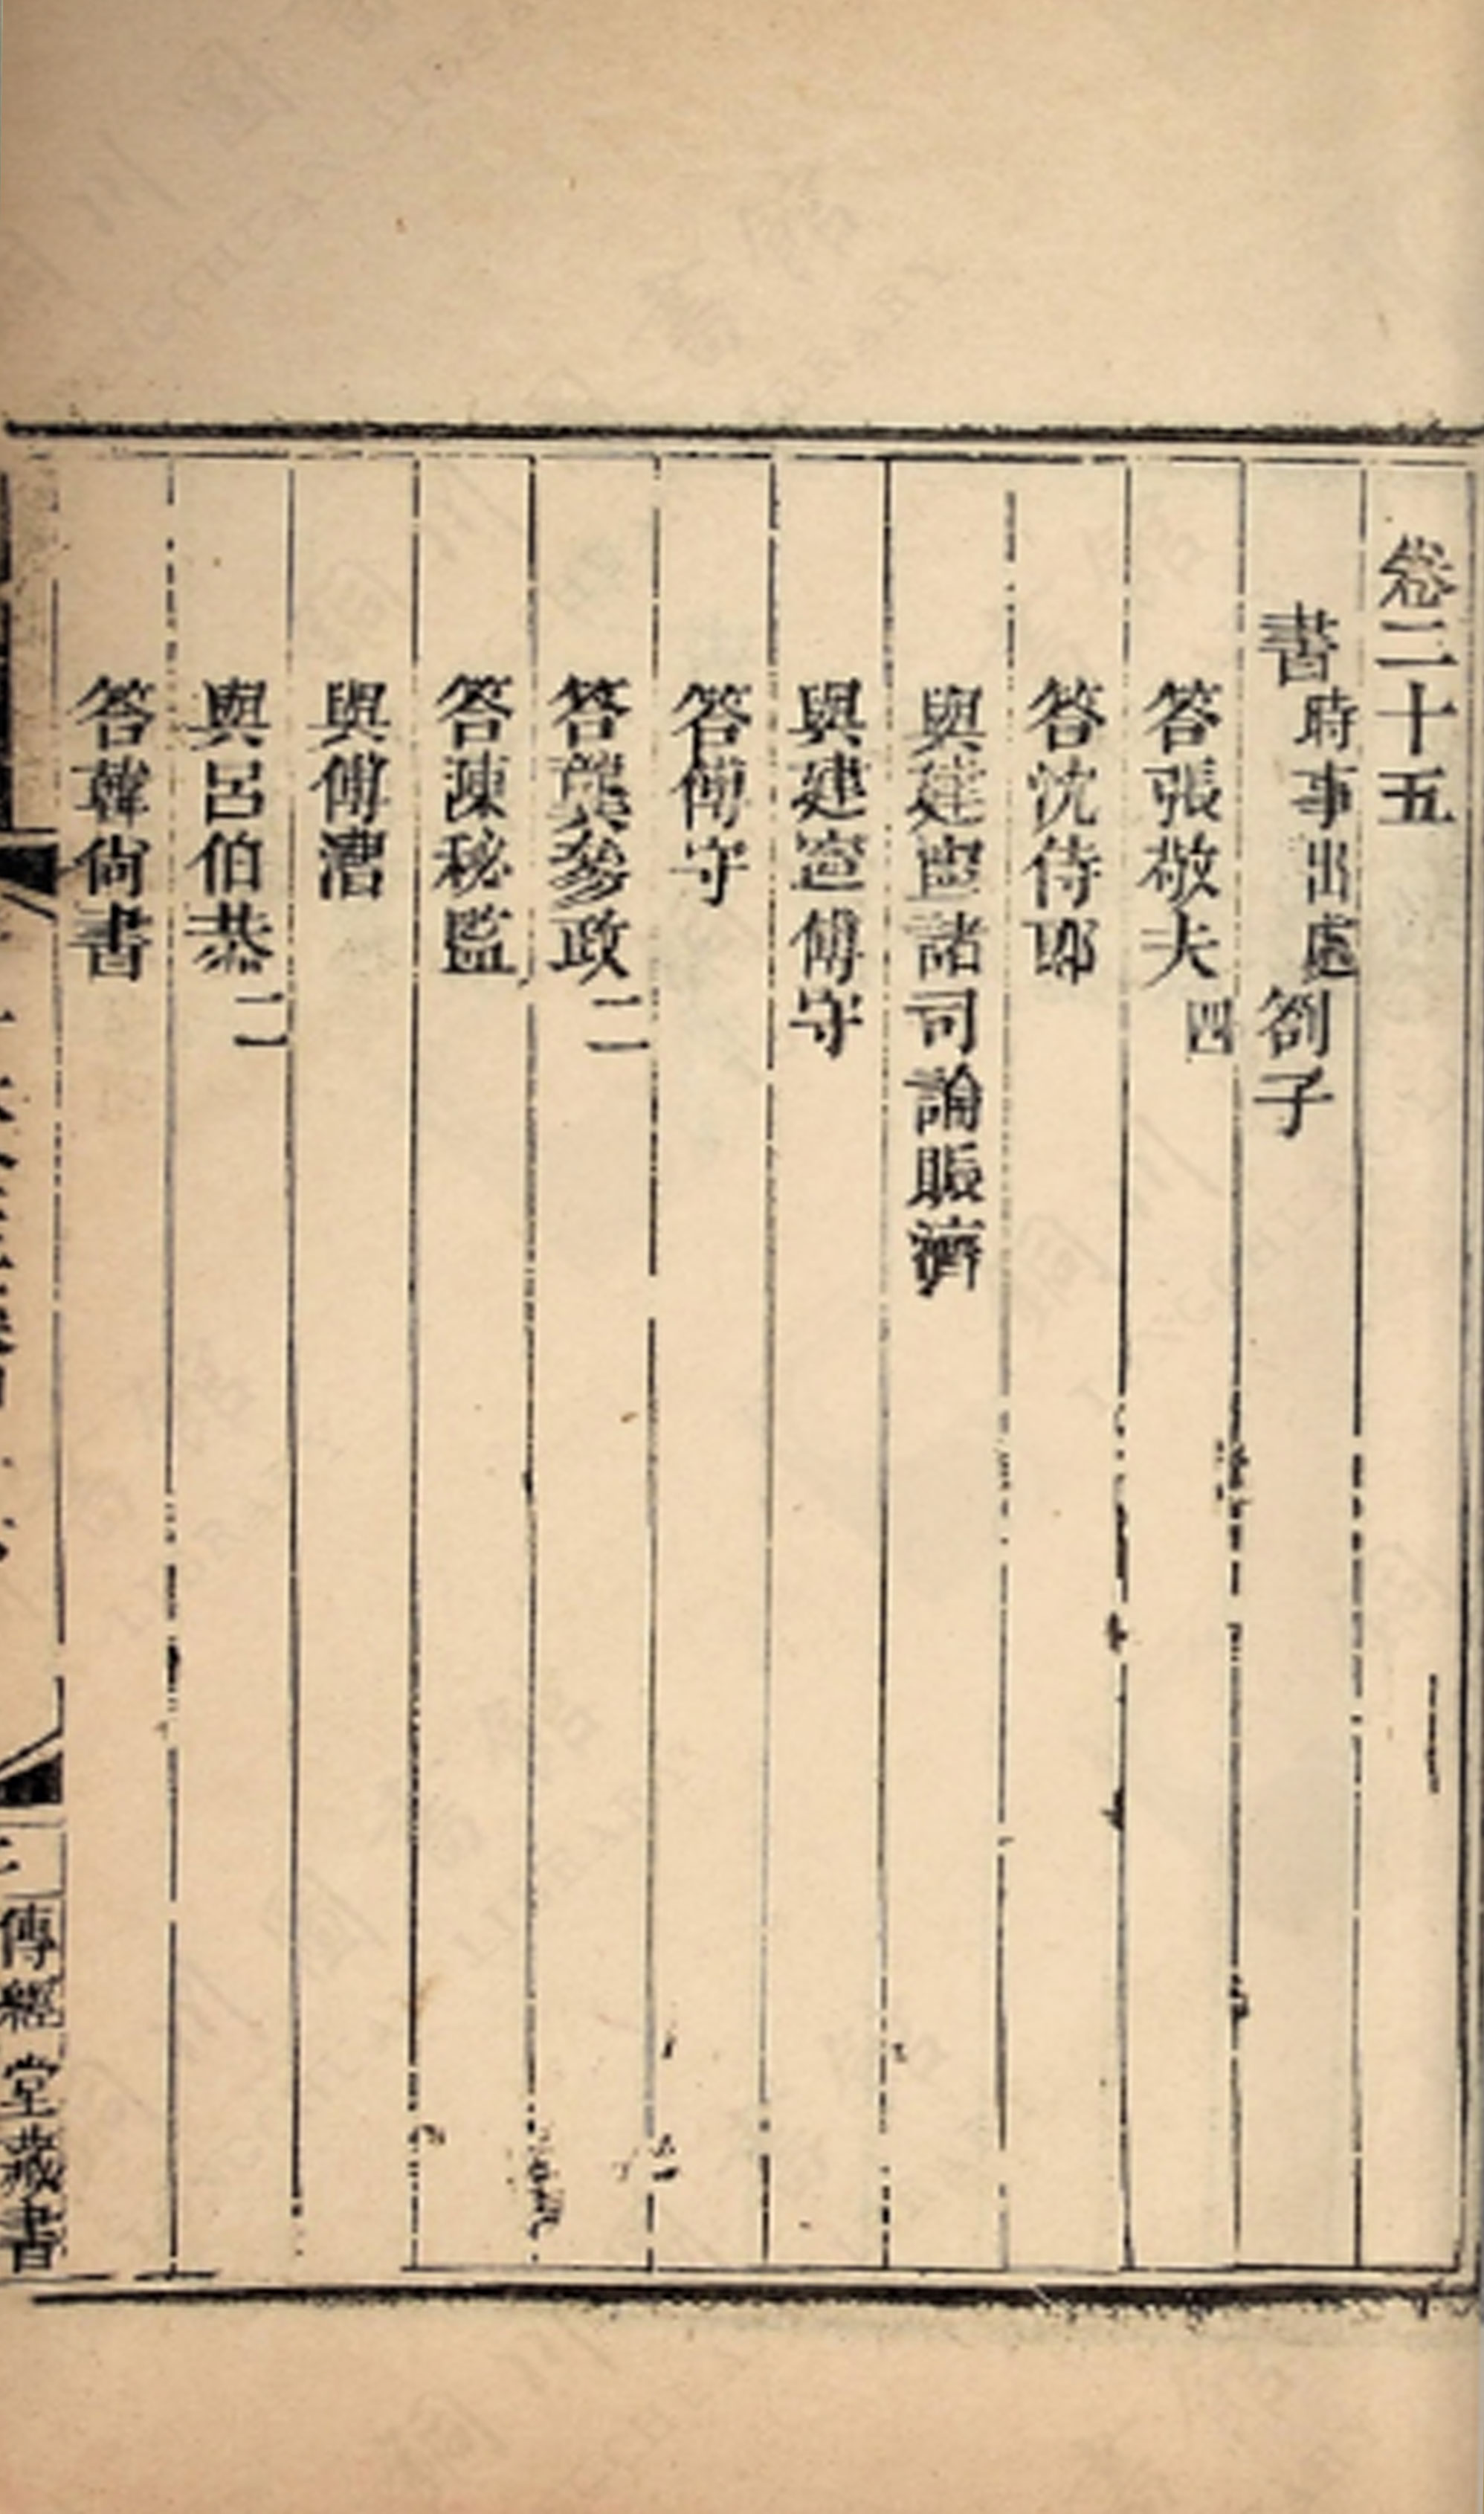 卷二十五
書時事出處劄子
答張敬夫四
答沈侍郎
與建寧諸司論賑濟
與建寧傅守
答傅守
答龔參政二
答陳秘監
與傅漕
與呂伯恭二
答韓尙書
傳經堂藏書